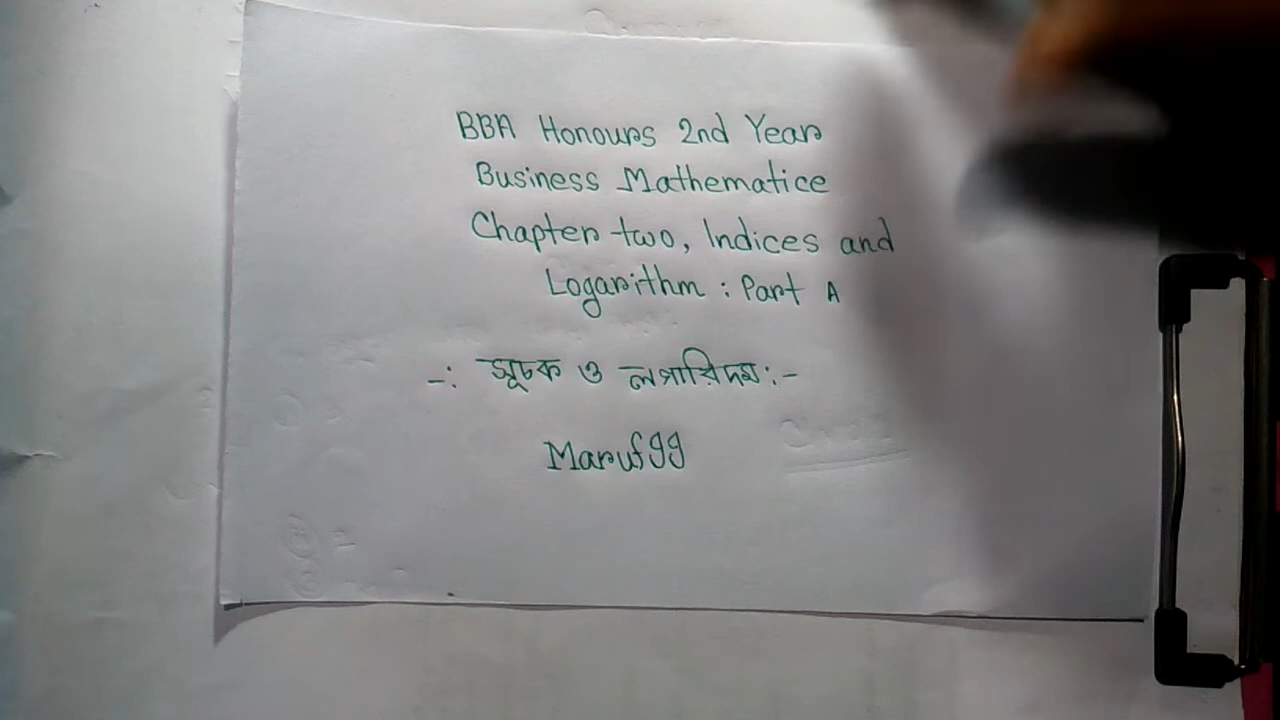 BBA Honours 2nd Year
Business Mathematice
Chapter two, Indices and
Logarithm : Part A
-: সূচক ও লগারিদম:-
Maruf99